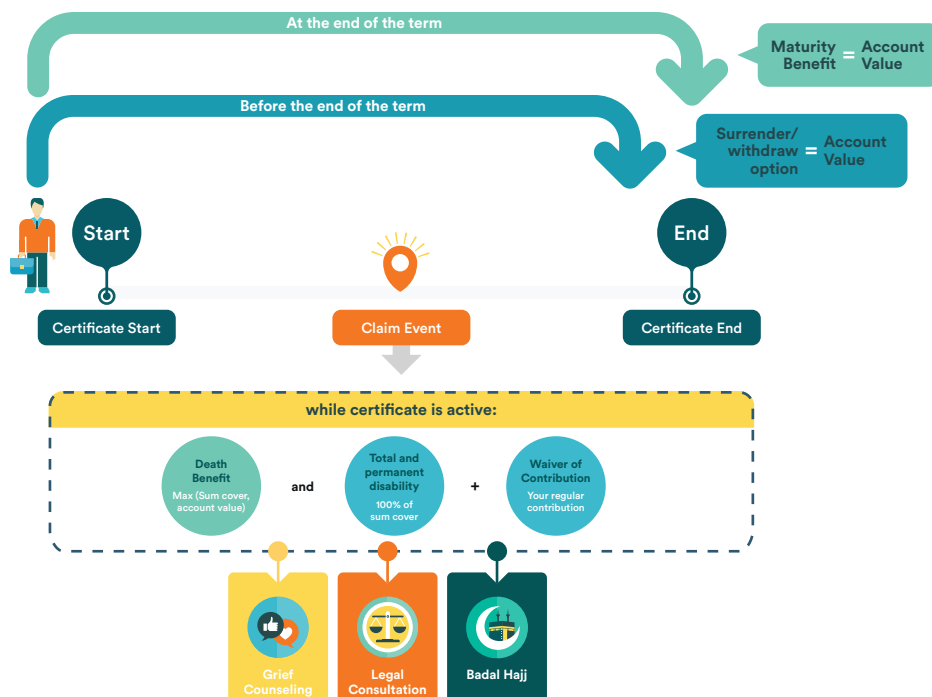 At the end of the term
Maturity
Benefit = Account
Value
Before the end of the term
Surrender/
withdraw
option = Account
Value
Start
End
Certificate Start
Claim Event
Certificate End
while certificate is active:
Death
Benefit
Max (Sum cover,
account value)
and
Total and
permanent
disability
100% of
sum cover
+
Waiver of
Contribution
Your regular
contribution
Grief
Counseling
Legal
Consultation
Badal Hajj